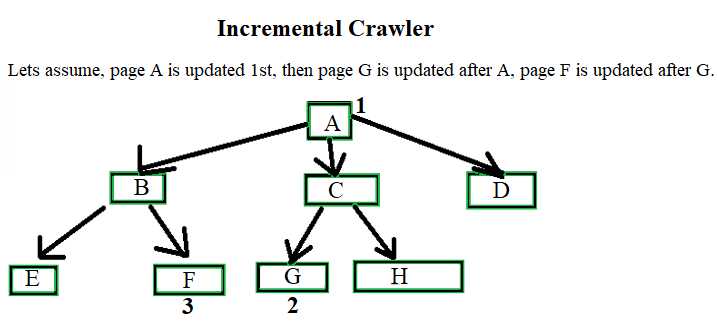 Incremental Crawler
Lets assume, page A is updated 1st, then page G is updated after A, page F is updated after G.
1
A
B
C
D
E
F
G
H
3
2